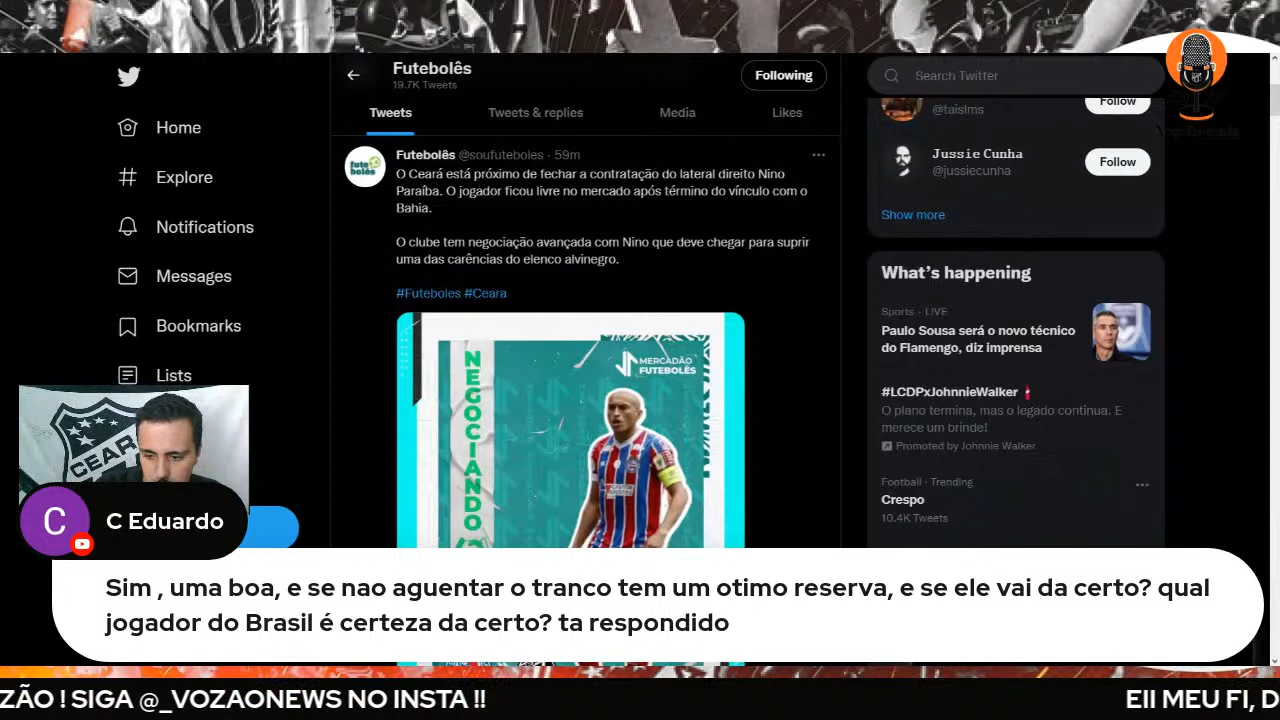 Futebolês
19.7K Tweets
Following
Search Twitter
Tweets
Tweets & replies
Media
Likes
Home
Explore
Notifications
Messages
Bookmarks
Lists
Futebolês @soufuteboles · 59m
O Ceará está próximo de fechar a contratação do lateral direito Nino
Paraíba. O jogador ficou livre no mercado após término do vínculo com o
Bahia.
O clube tem negociação avançada com Nino que deve chegar para suprir
uma das carências do elenco alvinegro.
#Futeboles #Ceara
fute
bolês
NEGOCIANDO
MERCADÃO
FUTEBOLÊS
@taislms
Follow
Jussie Cunha
@jussiecunha
Follow
Show more
What's happening
Sports · LIVE
Paulo Sousa será o novo técnico
do Flamengo, diz imprensa
#LCDPxJohnnieWalker
O plano termina, mas o legado continua. E
merece um brinde!
Promoted by Johnnie Walker
Football · Trending
Crespo
10.4K Tweets
CEAR
C
C Eduardo
Sim , uma boa, e se nao aguentar o tranco tem um otimo reserva, e se ele vai da certo? qual
jogador do Brasil é certeza da certo? ta respondido
ZÃO ! SIGA @_VOZAONEWS NO INSTA !!
EII MEU FI, D